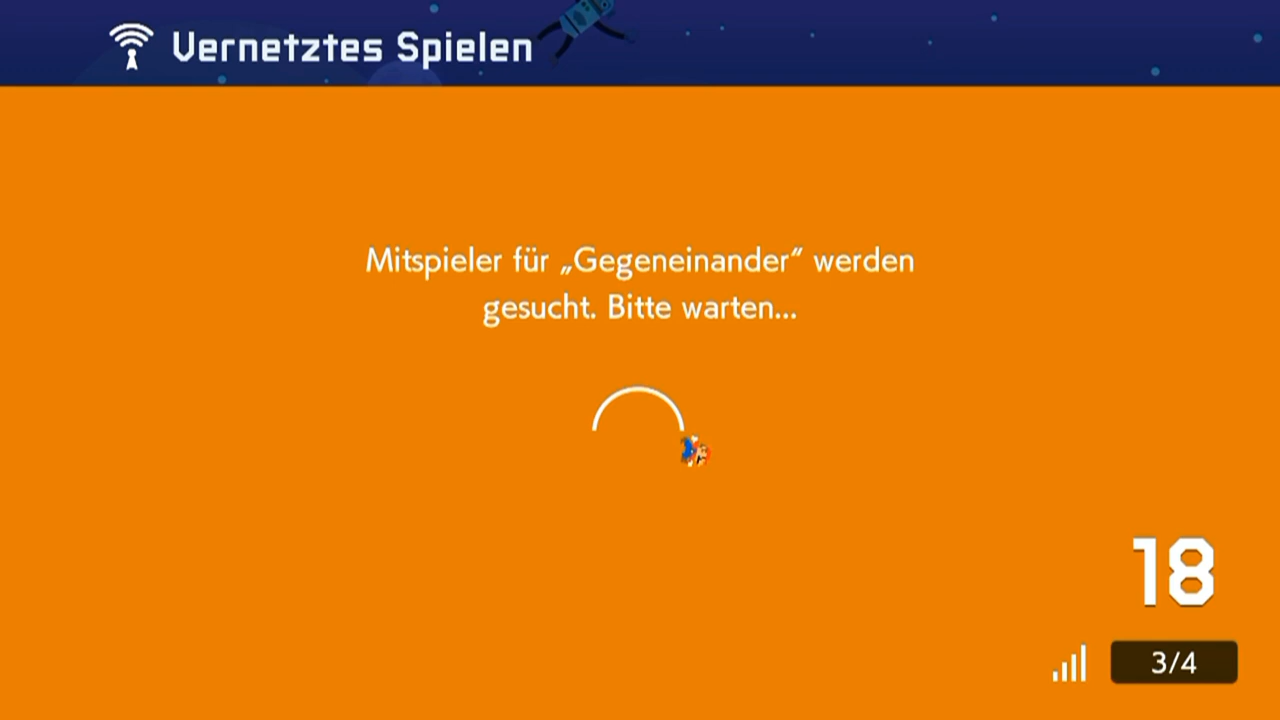 Vernetztes Spielen
Mitspieler für „Gegeneinander“ werden
gesucht. Bitte warten...
18
3/4